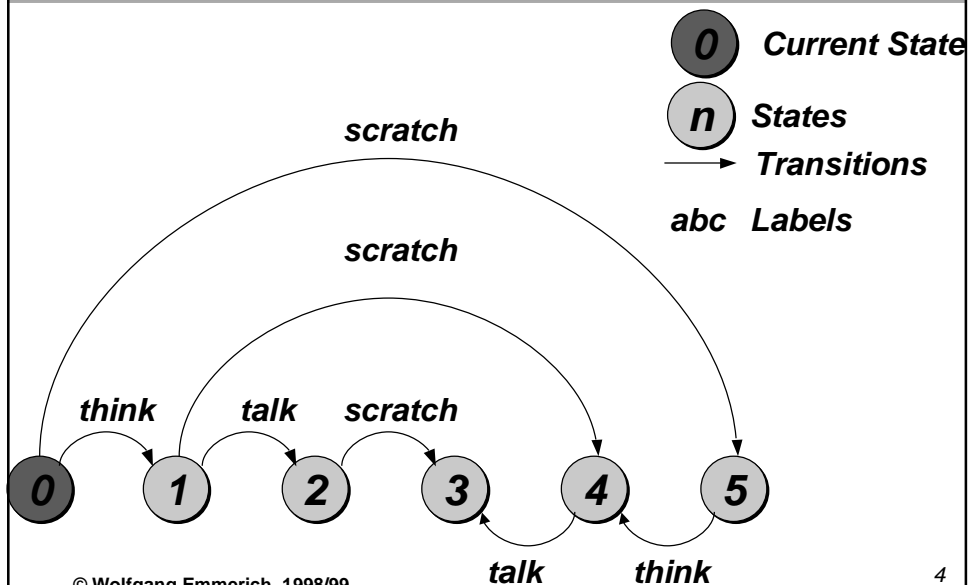 0 Current State
n States
scratch
Transitions
abc Labels
scratch
think talk scratch
0 1 2 3 4 5
talk think
© Wolfgang Emmerich, 1998/99
4